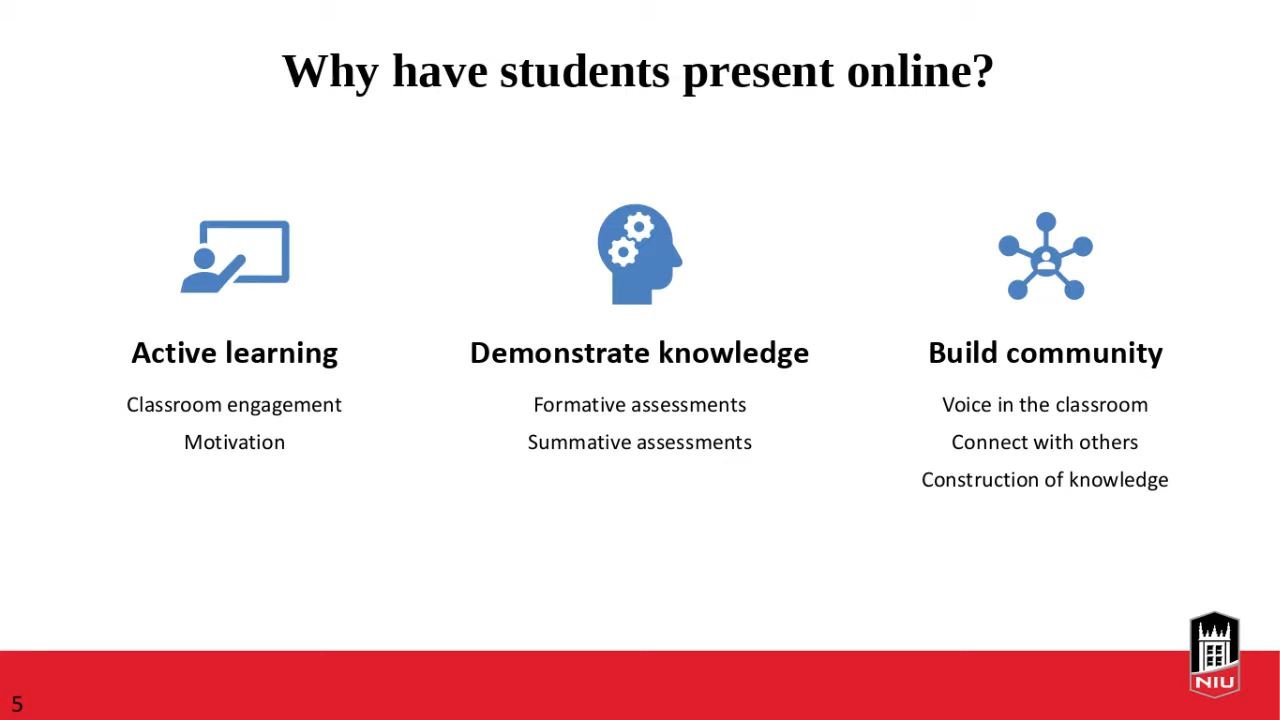 Why have students present online?
Active learning
Classroom engagement
Motivation
Demonstrate knowledge
Formative assessments
Summative assessments
Build community
Voice in the classroom
Connect with others
Construction of knowledge
NIU
5